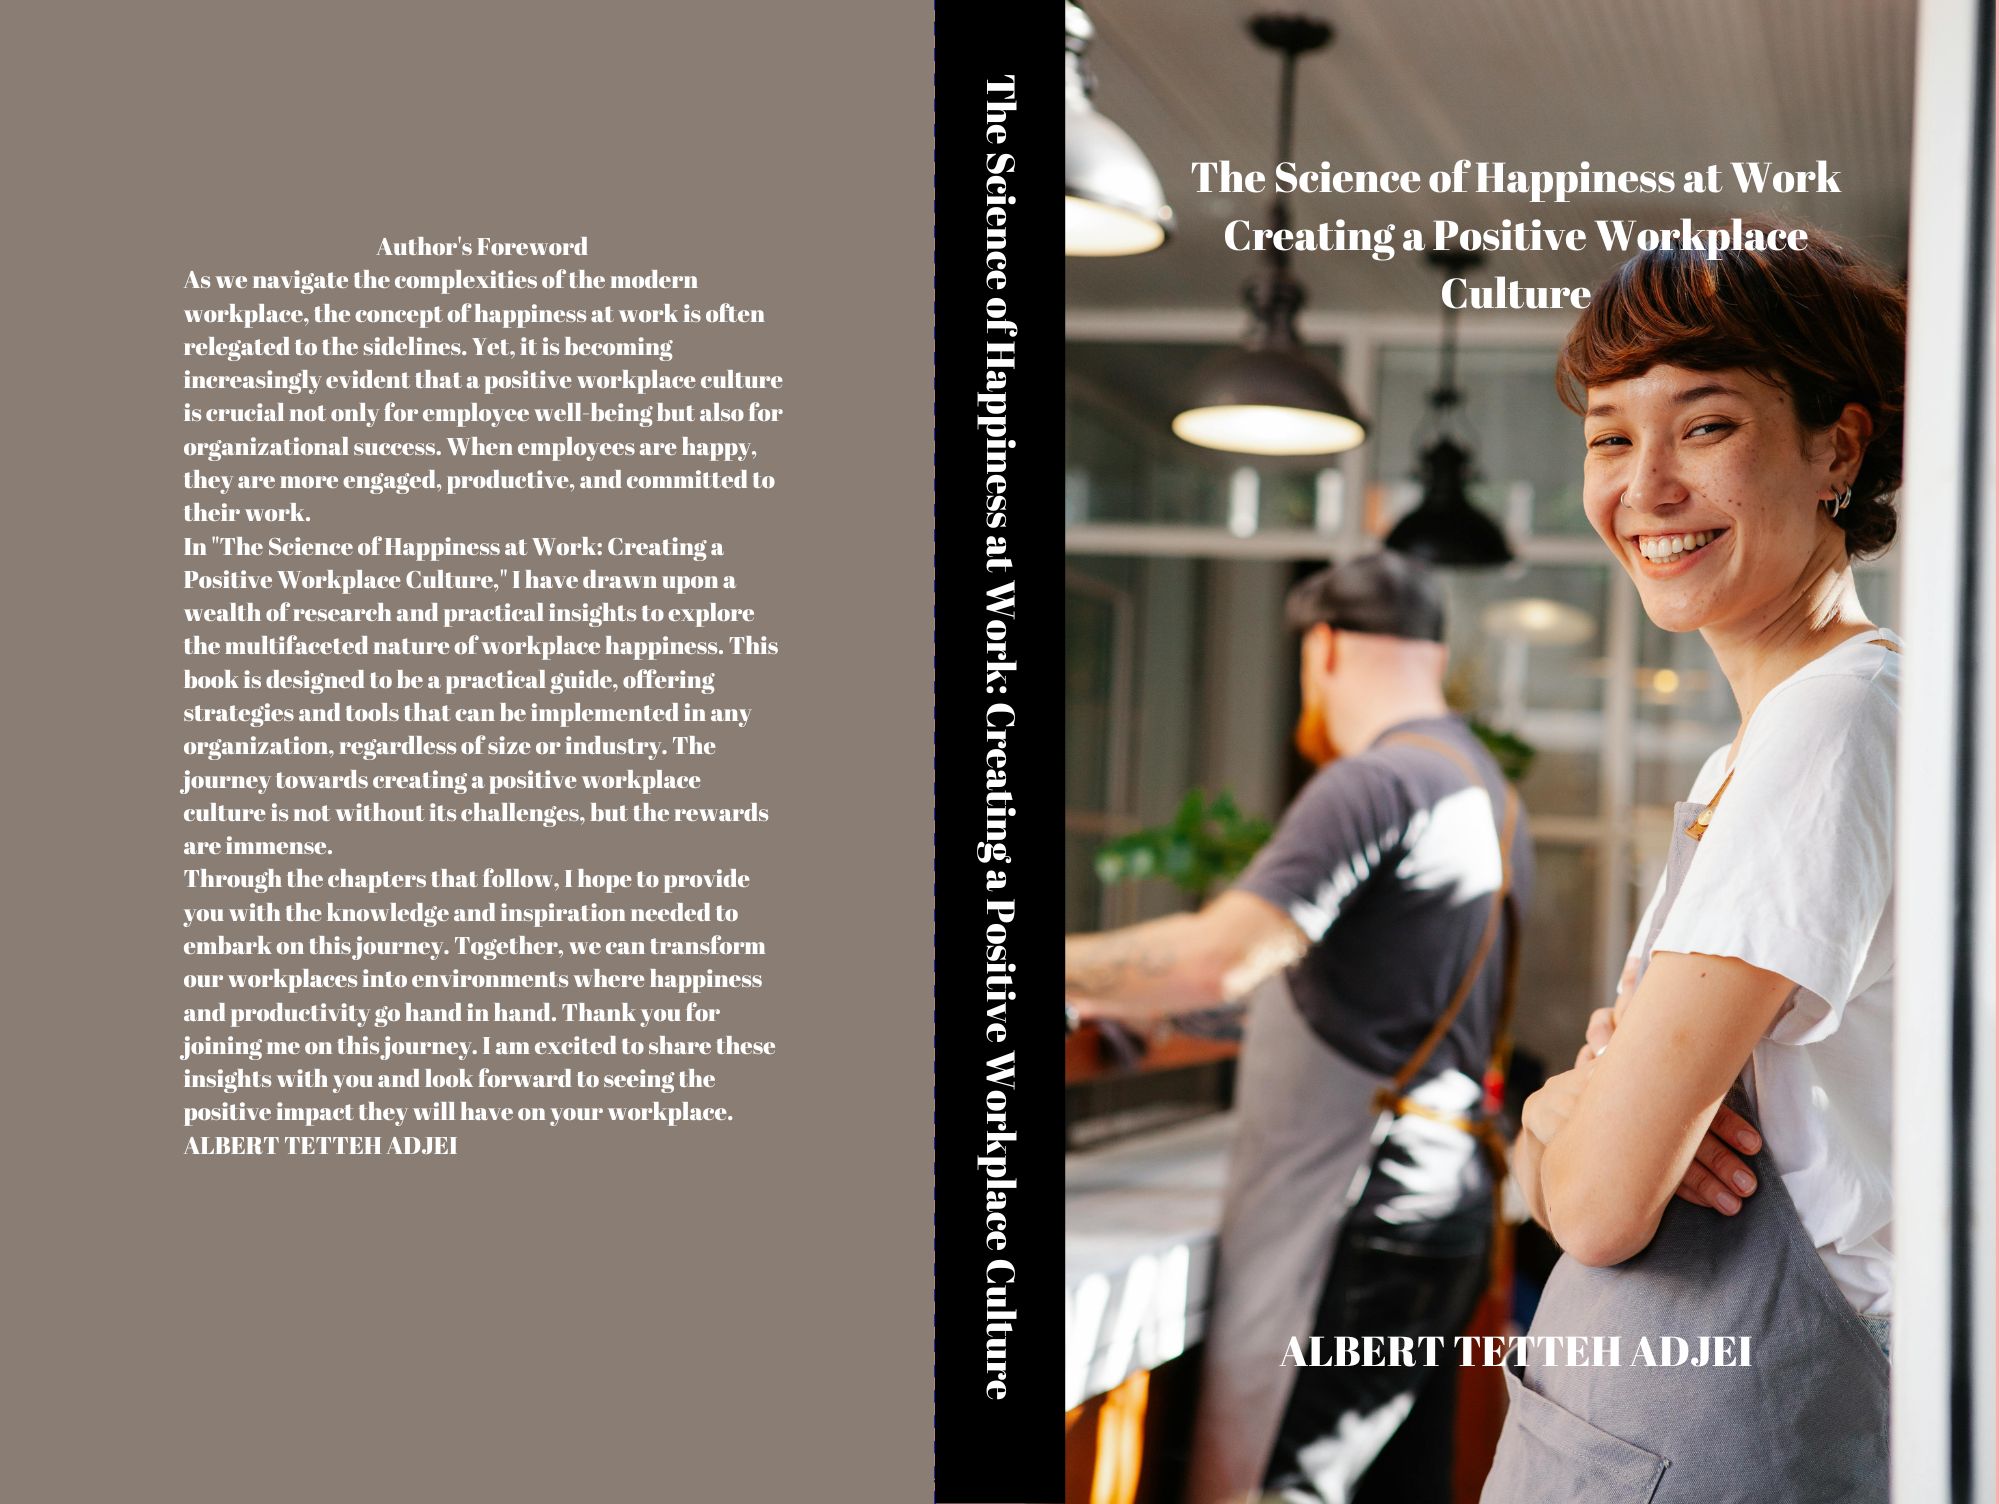 Author's Foreword
As we navigate the complexities of the modern
workplace, the concept of happiness at work is often
relegated to the sidelines. Yet, it is becoming
increasingly evident that a positive workplace culture
is crucial not only for employee well-being but also for
organizational success. When employees are happy,
they are more engaged, productive, and committed to
their work.
In "The Science of Happiness at Work: Creating a
Positive Workplace Culture," I have drawn upon a
wealth of research and practical insights to explore
the multifaceted nature of workplace happiness. This
book is designed to be a practical guide, offering
strategies and tools that can be implemented in any
organization, regardless of size or industry. The
journey towards creating a positive workplace
culture is not without its challenges, but the rewards
are immense.
Through the chapters that follow, I hope to provide
you with the knowledge and inspiration needed to
embark on this journey. Together, we can transform
our workplaces into environments where happiness
and productivity go hand in hand. Thank you for
joining me on this journey. I am excited to share these
insights with you and look forward to seeing the
positive impact they will have on your workplace.
ALBERT TETTEH ADJEI
The Science of Happiness at Work: Creating a Positive Workplace Culture
The Science of Happiness at Work
Creating a Positive Workplace
Culture
ALBERT TETTEH ADJEI